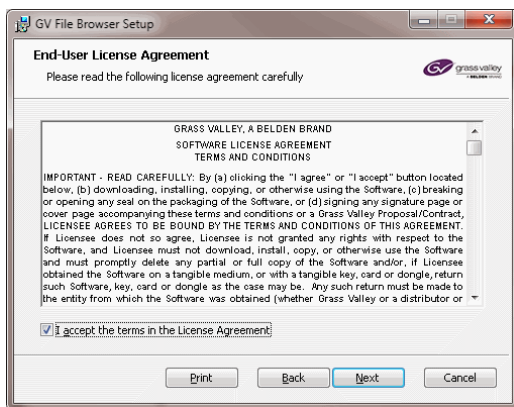 GV File Browser Setup
End-User License Agreement
Please read the following license agreement carefully
GV grass valley
A BELDEN BRAND
GRASS VALLEY, A BELDEN BRAND
SOFTWARE LICENSE AGREEMENT
TERMS AND CONDITIONS
IMPORTANT - READ CAREFULLY: By (a) clicking the "I agree" or "I accept" button located
below, (b) downloading, installing, copying, or otherwise using the Software, (c) breaking
or opening any seal on the packaging of the Software, or (d) signing any signature page or
cover page accompanying these terms and conditions or a Grass Valley Proposal/Contract,
LICENSEE AGREES TO BE BOUND BY THE TERMS AND CONDITIONS OF THIS AGREEMENT.
If Licensee does not so agree, Licensee is not granted any rights with respect to the
Software, and Licensee must not download, install, copy, or otherwise use the Software
and must promptly delete any partial or full copy of the Software and/or, if Licensee
obtained the Software on a tangible medium, or with a tangible key, card or dongle, return
such Software, key, card or dongle as the case may be. Any such return must be made to
the entity from which the Software was obtained (whether Grass Valley or a distributor or
I accept the terms in the License Agreement
Print Back Next Cancel